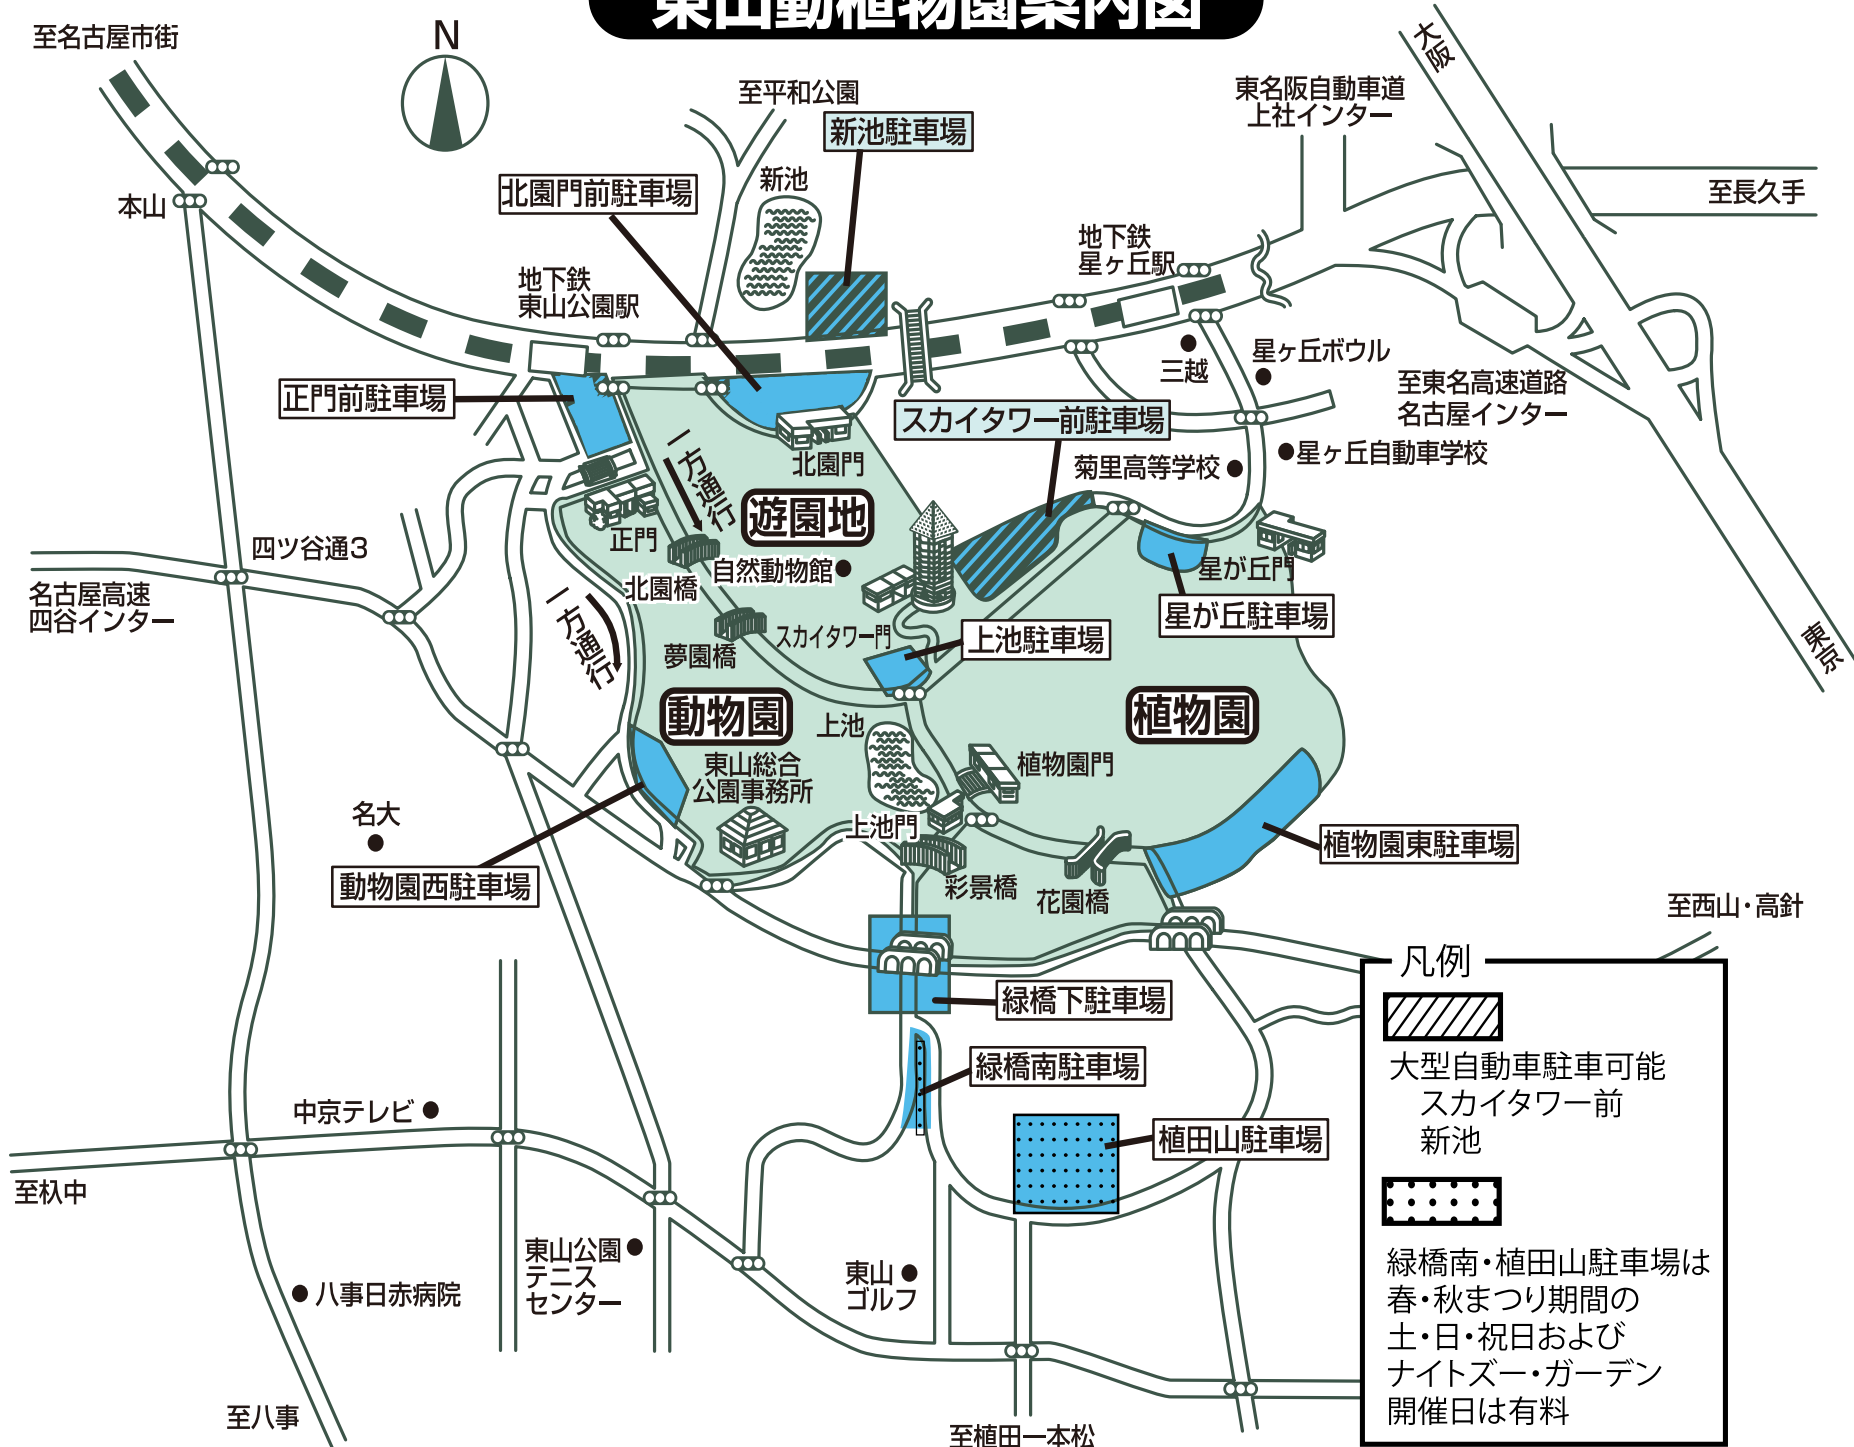 東山動植物園案内図
至名古屋市街
N
大阪
至平和公園
東名阪自動車道
上社インター
新池駐車場
新池
北園門前駐車場
本山
至長久手
地下鉄
星ヶ丘駅
地下鉄
東山公園駅
三越
星ヶ丘ボウル
至東名高速道路
名古屋インター
正門前駐車場
スカイタワー前駐車場
星ヶ丘自動車学校
菊里高等学校
北園門
一方通行
遊園地
正門
四ツ谷通3
自然動物館
北園橋
星が丘門
名古屋高速
四谷インター
一方通行
星が丘駐車場
スカイタワー門
上池駐車場
夢園橋
東京
動物園
上池
植物園
東山総合
公園事務所
植物園門
名大
上池門
植物園東駐車場
動物園西駐車場
彩景橋
花園橋
至西山・高針
緑橋下駐車場
緑橋南駐車場
中京テレビ
植田山駐車場
至杁中
東山公園
テニス
センター
東山
ゴルフ
八事日赤病院
至八事
至植田一本松
凡例
大型自動車駐車可能
スカイタワー前
新池
緑橋南・植田山駐車場は
春・秋まつり期間の
土・日・祝日および
ナイトズー・ガーデン
開催日は有料